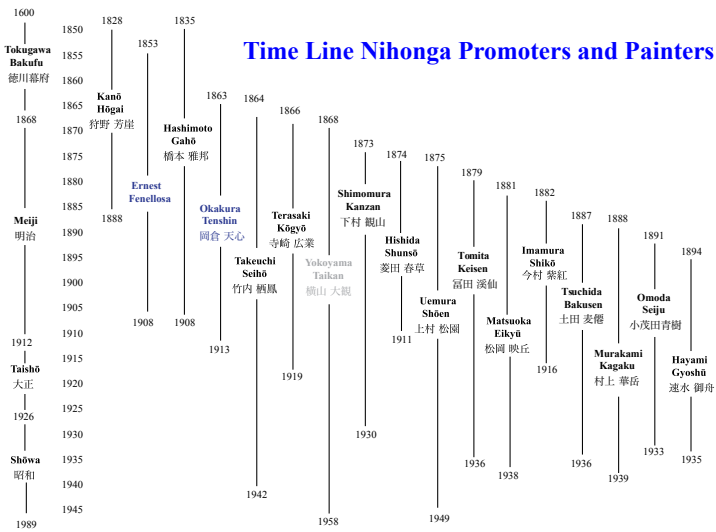 Time Line Nihonga Promoters and Painters
1600
Tokugawa
Bakufu
徳川幕府
1868
Meiji
明治
1912
Taishō
大正
1926
Shōwa
昭和
1989
1850
1855
1860
1865
1870
1875
1880
1885
1890
1895
1900
1905
1910
1915
1920
1925
1930
1935
1940
1945
1828
Kanō
Hōgai
狩野 芳崖
1888
1853
Ernest
Fenellosa
1908
1835
Hashimoto
Gahō
橋本 雅邦
1908
1863
Okakura
Tenshin
岡倉 天心
1913
1864
Takeuchi
Seihō
竹内 栖鳳
1942
1866
Terasaki
Kōgyō
寺崎 広業
1919
1868
Yokoyama
Taikan
横山 大観
1958
1873
Shimomura
Kanzan
下村 観山
1930
1874
Hishida
Shunsō
菱田 春草
1911
1875
Uemura
Shōen
上村 松園
1949
1879
Tomita
Keisen
冨田 溪仙
1936
1881
Matsuoka
Eikyū
松岡 映丘
1938
1882
Imamura
Shikō
今村 紫紅
1916
1887
Tsuchida
Bakusen
土田 麦僊
1936
1888
Murakami
Kagaku
村上 華岳
1939
1891
Omoda
Seiju
小茂田青樹
1933
1894
Hayami
Gyoshū
速水 御舟
1935